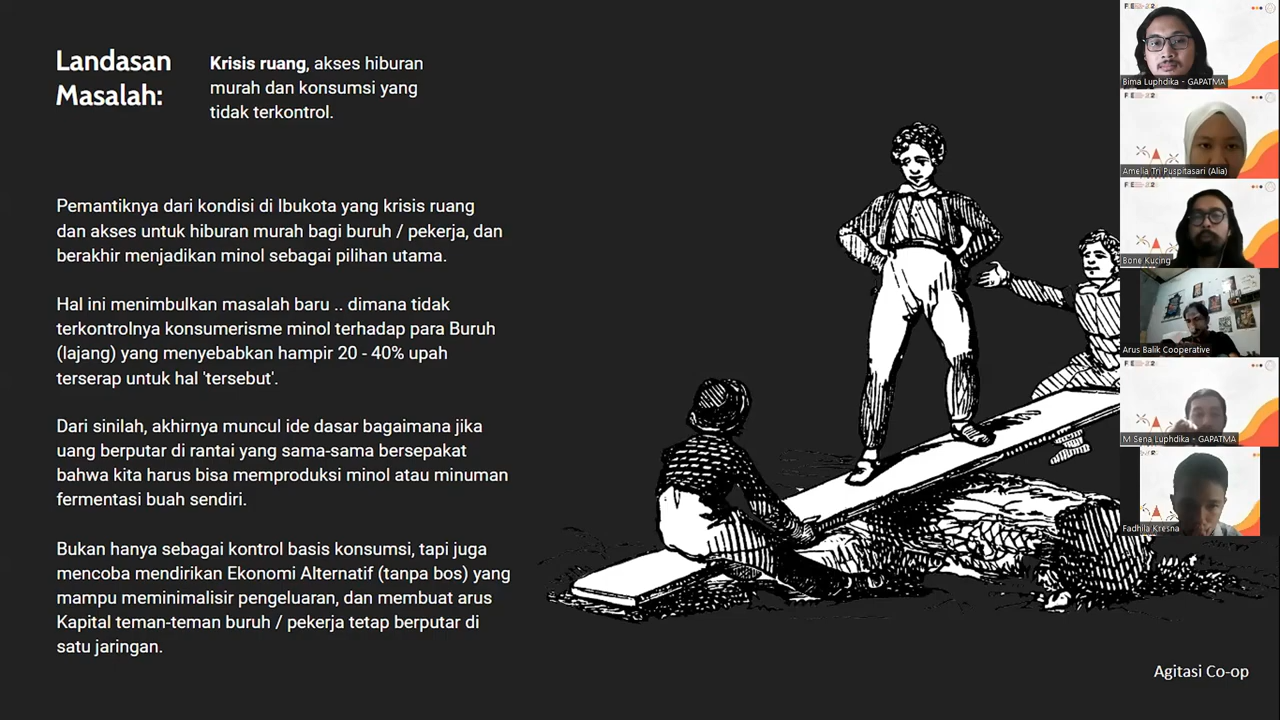 Landasan
Masalah:
Krisis ruang, akses hiburan
murah dan konsumsi yang
tidak terkontrol.
Pemantiknya dari kondisi di Ibukota yang krisis ruang
dan akses untuk hiburan murah bagi buruh / pekerja, dan
berakhir menjadikan minol sebagai pilihan utama.
Hal ini menimbulkan masalah baru .. dimana tidak
terkontrolnya konsumerisme minol terhadap para Buruh
(lajang) yang menyebabkan hampir 20 - 40% upah
terserap untuk hal 'tersebut'.
Dari sinilah, akhirnya muncul ide dasar bagaimana jika
uang berputar di rantai yang sama-sama bersepakat
bahwa kita harus bisa memproduksi minol atau minuman
fermentasi buah sendiri.
Bukan hanya sebagai kontrol basis konsumsi, tapi juga
mencoba mendirikan Ekonomi Alternatif (tanpa bos) yang
mampu meminimalisir pengeluaran, dan membuat arus
Kapital teman-teman buruh / pekerja tetap berputar di
satu jaringan.
Agitasi Co-op
Bima Luphdika - GAPATMA
Amelia Tri Puspitasari (Alia)
Bone Kucing
Arus Balik Cooperative
M Sena Luphdika - GAPATMA
Fadhila Kresna